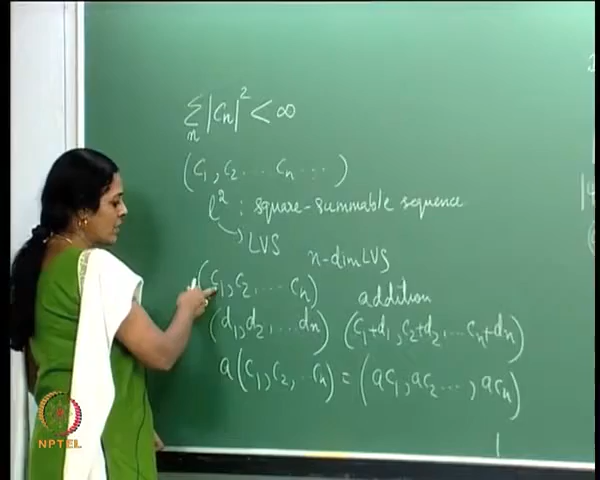 ∑ₙ |cₙ|² < ∞
(c₁, c₂ ... cₙ ... )
l² : square-summable sequence
↳ LVS
n-dim LVS
(c₁, c₂, ... cₙ) addition
(d₁, d₂, ... dₙ) (c₁+d₁, c₂+d₂, ... cₙ+dₙ)
a(c₁, c₂, .. cₙ) = (ac₁, ac₂ ..., acₙ)
NPTEL